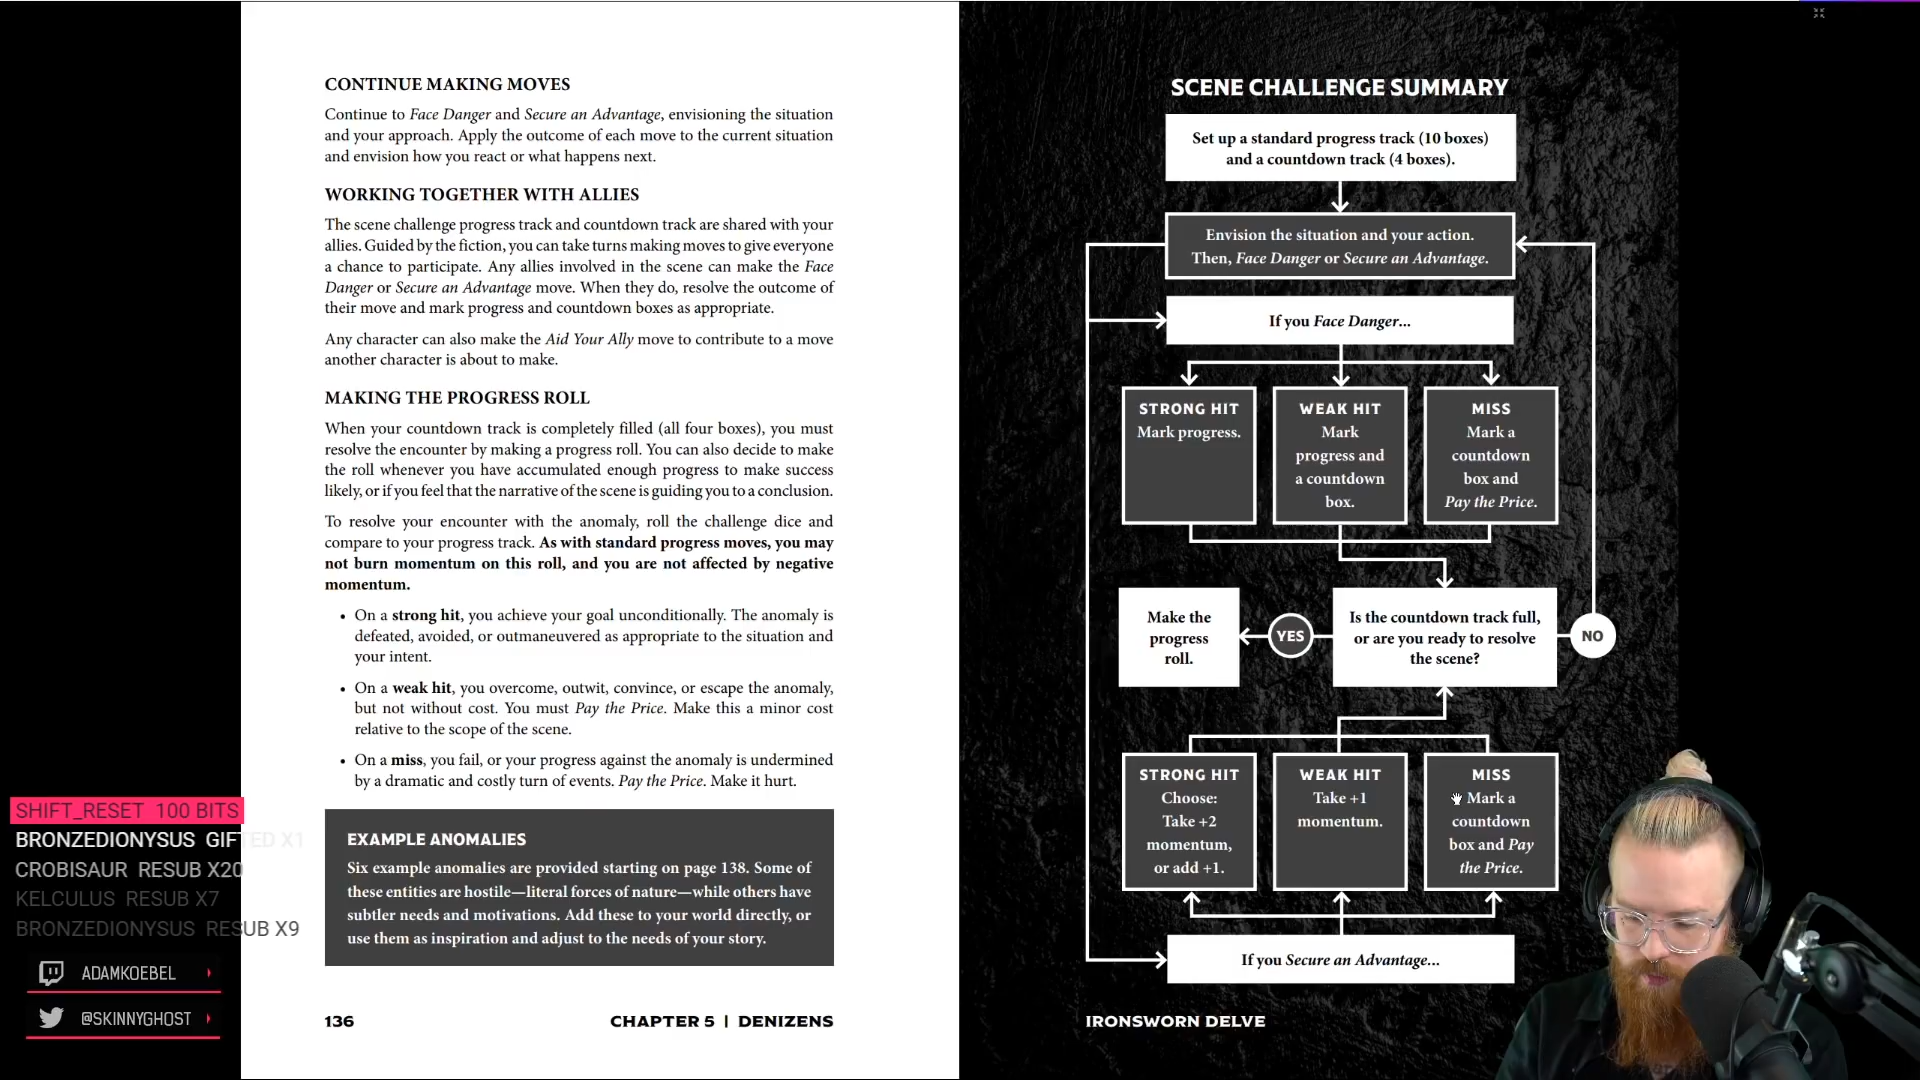 CONTINUE MAKING MOVES
Continue to Face Danger and Secure an Advantage, envisioning the situation
and your approach. Apply the outcome of each move to the current situation
and envision how you react or what happens next.
WORKING TOGETHER WITH ALLIES
The scene challenge progress track and countdown track are shared with your
allies. Guided by the fiction, you can take turns making moves to give everyone
a chance to participate. Any allies involved in the scene can make the Face
Danger or Secure an Advantage move. When they do, resolve the outcome of
their move and mark progress and countdown boxes as appropriate.
Any character can also make the Aid Your Ally move to contribute to a move
another character is about to make.
MAKING THE PROGRESS ROLL
When your countdown track is completely filled (all four boxes), you must
resolve the encounter by making a progress roll. You can also decide to make
the roll whenever you have accumulated enough progress to make success
likely, or if you feel that the narrative of the scene is guiding you to a conclusion.
To resolve your encounter with the anomaly, roll the challenge dice and
compare to your progress track. As with standard progress moves, you may
not burn momentum on this roll, and you are not affected by negative
momentum.
• On a strong hit, you achieve your goal unconditionally. The anomaly is
defeated, avoided, or outmaneuvered as appropriate to the situation and
your intent.
• On a weak hit, you overcome, outwit, convince, or escape the anomaly,
but not without cost. You must Pay the Price. Make this a minor cost
relative to the scope of the scene.
• On a miss, you fail, or your progress against the anomaly is undermined
by a dramatic and costly turn of events. Pay the Price. Make it hurt.
EXAMPLE ANOMALIES
Six example anomalies are provided starting on page 138. Some of
these entities are hostile—literal forces of nature—while others have
subtler needs and motivations. Add these to your world directly, or
use them as inspiration and adjust to the needs of your story.
136
CHAPTER 5 | DENIZENS
SCENE CHALLENGE SUMMARY
Set up a standard progress track (10 boxes)
and a countdown track (4 boxes).
Envision the situation and your action.
Then, Face Danger or Secure an Advantage.
If you Face Danger...
STRONG HIT
Mark progress.
WEAK HIT
Mark
progress and
a countdown
box.
MISS
Mark a
countdown
box and
Pay the Price.
Make the
progress
roll.
YES
Is the countdown track full,
or are you ready to resolve
the scene?
NO
STRONG HIT
Choose:
Take +2
momentum,
or add +1.
WEAK HIT
Take +1
momentum.
MISS
Mark a
countdown
box and Pay
the Price.
If you Secure an Advantage...
IRONSWORN DELVE
SHIFT_RESET 100 BITS
BRONZEDIONYSUS GIFTED X1
CROBISAUR RESUB X20
KELCULUS RESUB X7
BRONZEDIONYSUS RESUB X9
ADAMKOEBEL
@SKINNYGHOST